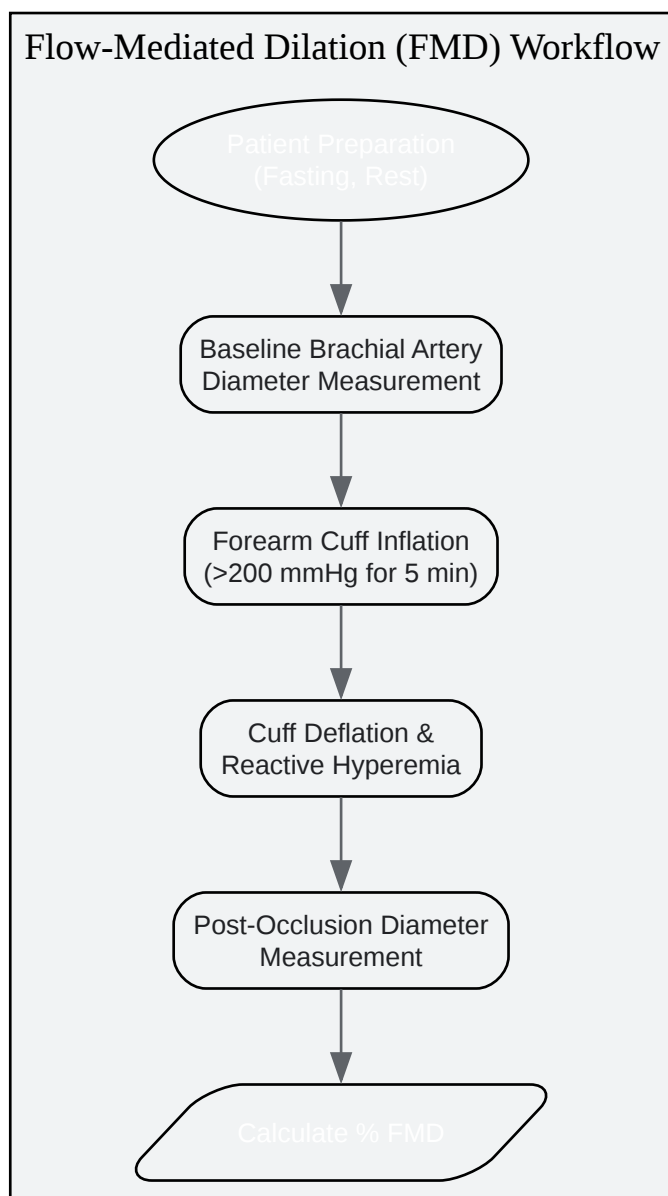 Flow-Mediated Dilation (FMD) Workflow
Patient Preparation
(Fasting, Rest)
Baseline Brachial Artery
Diameter Measurement
Forearm Cuff Inflation
(>200 mmHg for 5 min)
Cuff Deflation &
Reactive Hyperemia
Post-Occlusion Diameter
Measurement
Calculate % FMD